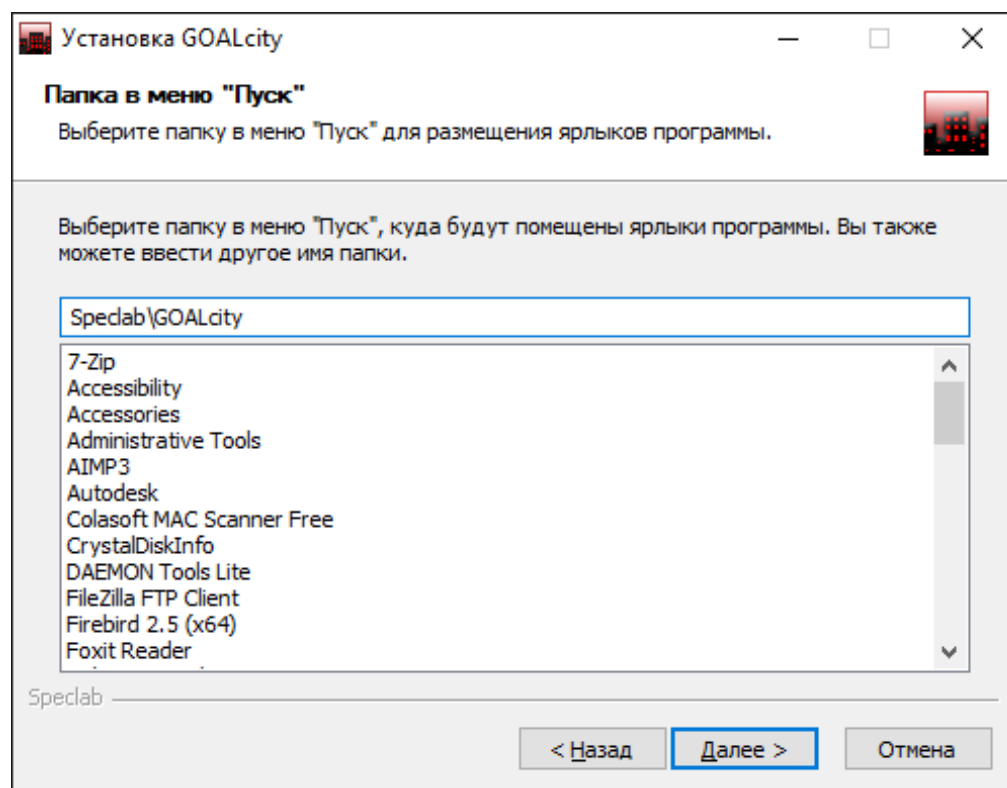 Установка GOALcity
Папка в меню "Пуск"
Выберите папку в меню "Пуск" для размещения ярлыков программы.
Выберите папку в меню "Пуск", куда будут помещены ярлыки программы. Вы также
можете ввести другое имя папки.
Speclab\GOALcity
7-Zip
Accessibility
Accessories
Administrative Tools
AIMP3
Autodesk
Colasoft MAC Scanner Free
CrystalDiskInfo
DAEMON Tools Lite
FileZilla FTP Client
Firebird 2.5 (x64)
Foxit Reader
Speclab
< Назад
Далее >
Отмена